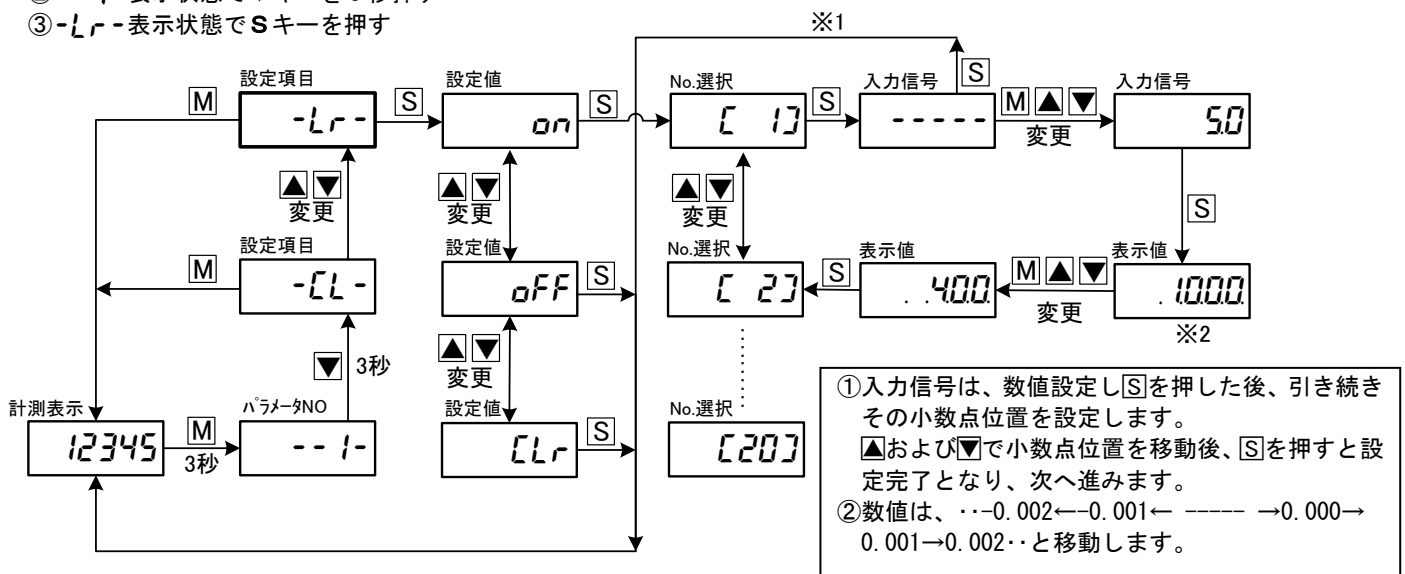 ③-Lr-表示状態でSキーを押す
※1
設定項目
-Lr-
M
S
設定値
on
S
No.選択
[ 1]
S
入力信号
-----
S
M▲▼
変更
入力信号
5.0
S
▲▼
変更
▲▼
変更
▲▼
変更
設定項目
-CL-
M
設定値
oFF
S
No.選択
[ 2]
S
表示値
. .4.0.0.
M▲▼
変更
表示値
. 1.0.0.0.
※2
▼ 3秒
▲▼
変更
計測表示
12345
M
3秒
パラメータNO
--1-
設定値
CLr
S
No.選択
[20]
①入力信号は、数値設定しSを押した後、引き続き
その小数点位置を設定します。
▲および▼で小数点位置を移動後、Sを押すと設
定完了となり、次へ進みます。
②数値は、‥-0.002←-0.001← ----- →0.000→
0.001→0.002‥と移動します。